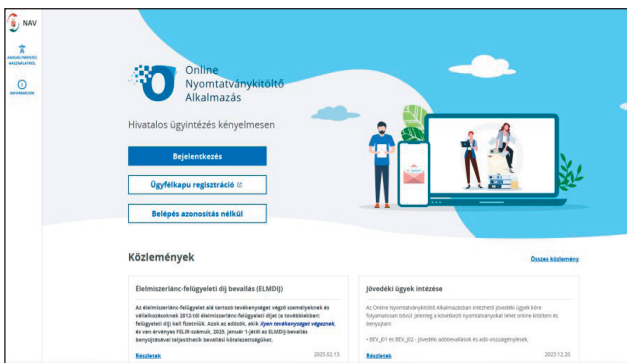 NAV
INFORMÁCIÓK
Online
Nyomtatványkitöltő
Alkalmazás
Hivatalos ügyintézés kényelmesen
Bejelentkezés
Ügyfélkapu regisztráció
Belépés azonosítás nélkül
Közlemények
Összes közlemény
Élelmiszerlánc-felügyeleti díj bevallás (ELMDIJ)
Az élelmiszerlánc-felügyelet alá tartozó tevékenységet végző személyeknek és
vállalkozásoknak 2012-től élelmiszerlánc-felügyeleti díjat (a továbbiakban:
felügyeleti díj) kell fizetniük. Azok az adózók, akik ilyen tevékenységet végeznek,
és van érvényes FELIR-számuk, 2025. január 1-jétől az ELMDIJ-bevallás
benyújtásával teljesíthetik bevallási kötelezettségüket.
Részletek
2025.02.13.
Jövedéki ügyek intézése
Az Online Nyomtatványkitöltő Alkalmazásban intézhető jövedéki ügyek köre
folyamatosan bővül. Jelenleg a következő nyomtatványokat lehet online kitölteni és
benyújtani:
• BEV_J01 és BEV_J02 - jövedéki adóbevallások és adó-visszaigénylések,
Részletek
2023.12.20.